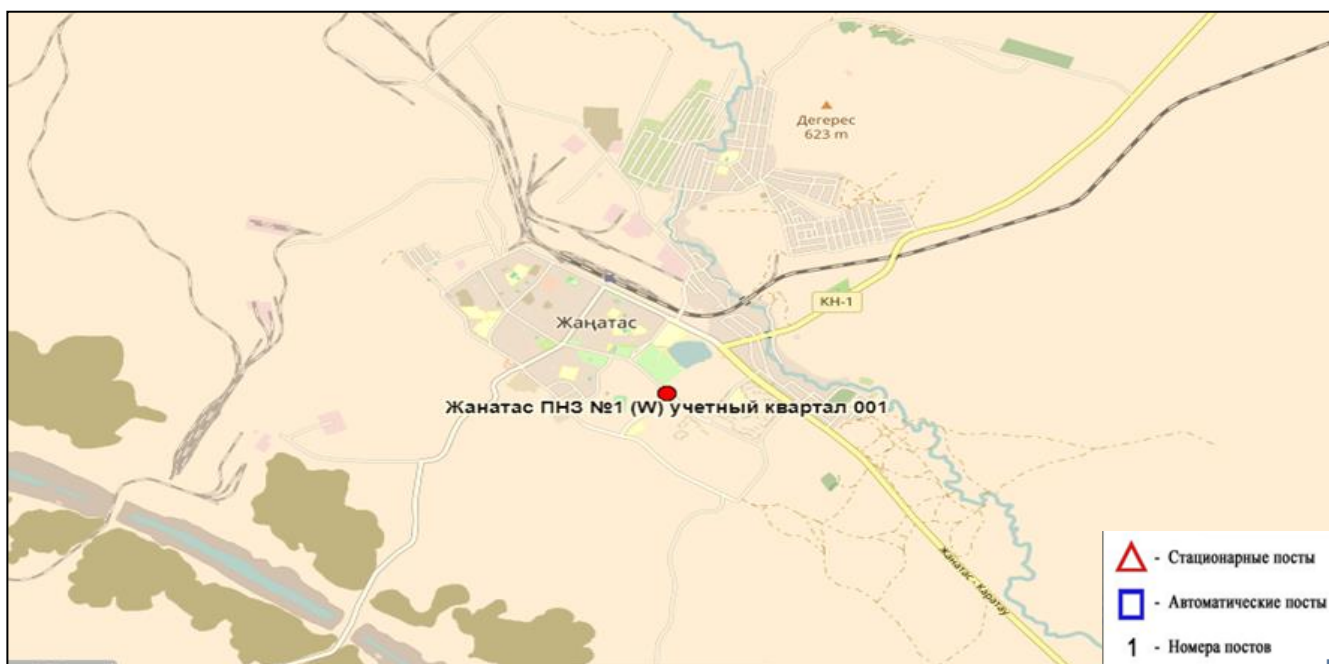 Дегерес
623 m
КН-1
Жаңатас
Жанатас ПНЗ №1 (W) учетный квартал 001
Жанатас - Каратау
- Стационарные посты
- Автоматические посты
1 - Номера постов